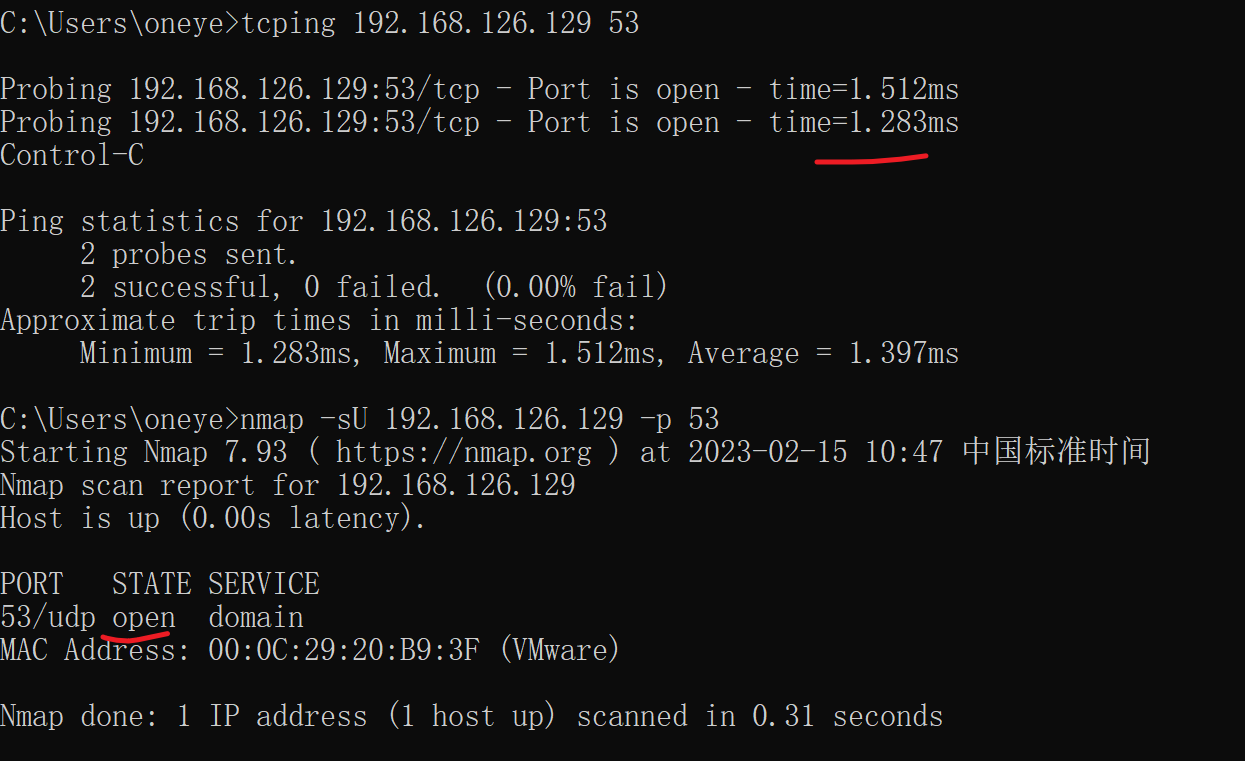 C:\Users\oneye>tcping 192.168.126.129 53
Probing 192.168.126.129:53/tcp - Port is open - time=1.512ms
Probing 192.168.126.129:53/tcp - Port is open - time=1.283ms
Control-C
Ping statistics for 192.168.126.129:53
     2 probes sent.
     2 successful, 0 failed.  (0.00% fail)
Approximate trip times in milli-seconds:
     Minimum = 1.283ms, Maximum = 1.512ms, Average = 1.397ms
C:\Users\oneye>nmap -sU 192.168.126.129 -p 53
Starting Nmap 7.93 ( https://nmap.org ) at 2023-02-15 10:47 中国标准时间
Nmap scan report for 192.168.126.129
Host is up (0.00s latency).
PORT   STATE SERVICE
53/udp open  domain
MAC Address: 00:0C:29:20:B9:3F (VMware)
Nmap done: 1 IP address (1 host up) scanned in 0.31 seconds